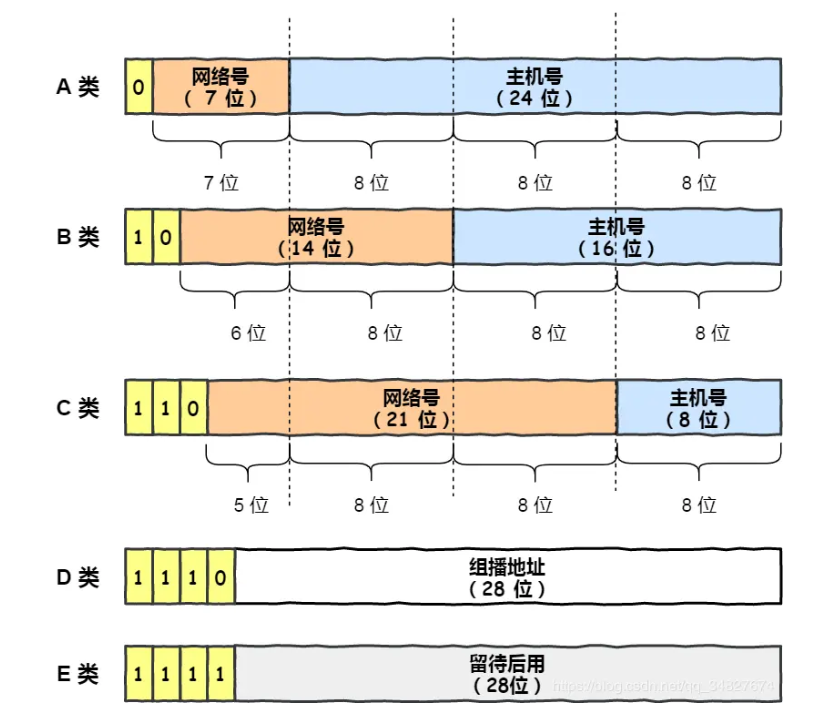 A 类
0
网络号
( 7 位)
主机号
(24 位)
7 位
8 位
8 位
8 位
B 类
1 0
网络号
(14 位)
主机号
(16 位)
6 位
8 位
8 位
8 位
C 类
1 1 0
网络号
(21 位)
主机号
(8 位)
5 位
8 位
8 位
8 位
D 类
1 1 1 0
组播地址
(28 位)
E 类
1 1 1 1
留待后用
(28位)
https://blog.csdn.net/qq_34827674